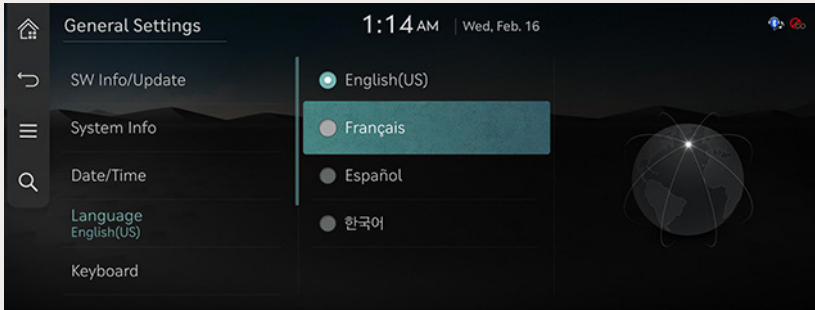 General Settings
1:14 AM | Wed, Feb. 16
SW Info/Update
System Info
Date/Time
Language
English(US)
Keyboard
English(US)
Français
Español
한국어